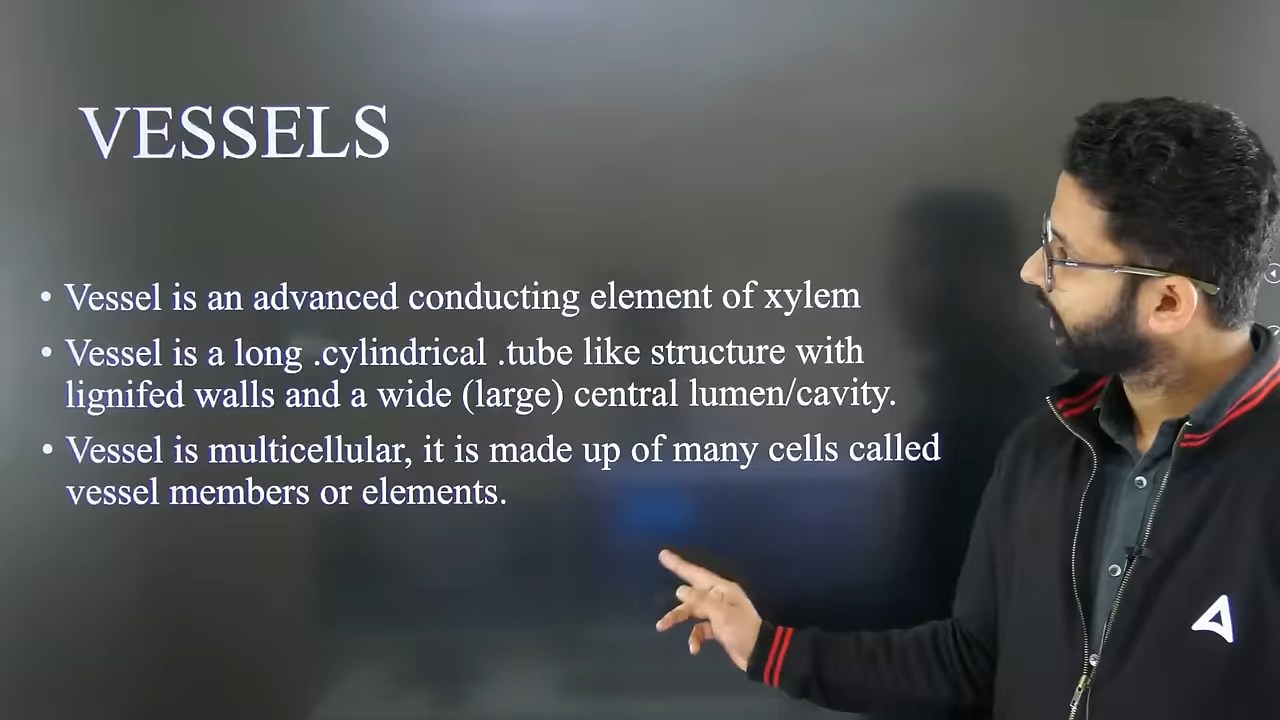 VESSELS
• Vessel is an advanced conducting element of xylem
• Vessel is a long .cylindrical .tube like structure with
lignifed walls and a wide (large) central lumen/cavity.
• Vessel is multicellular, it is made up of many cells called
vessel members or elements.